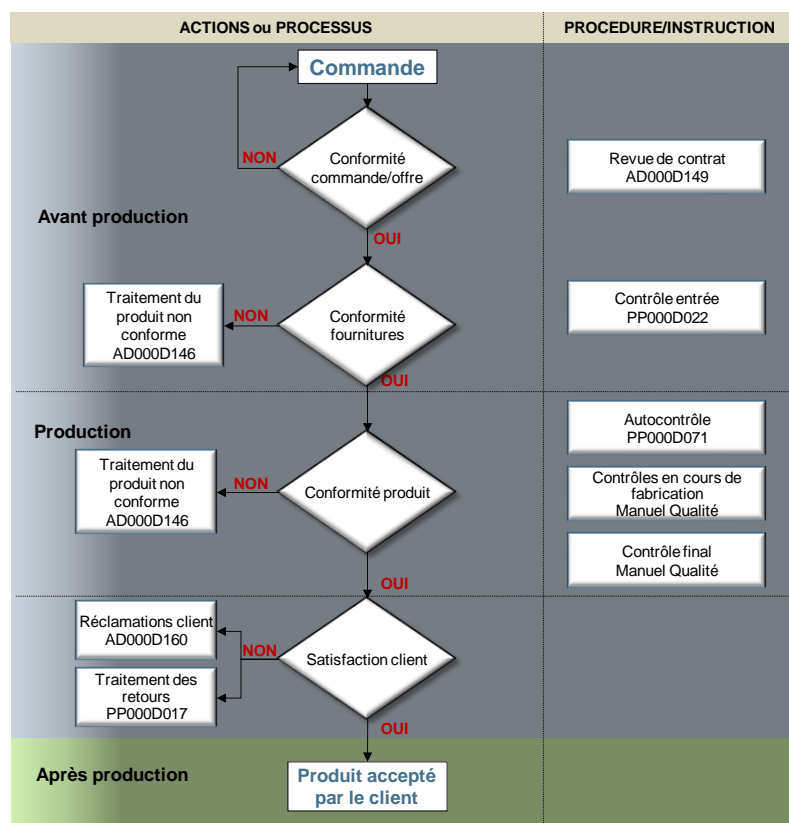 ACTIONS ou PROCESSUS
PROCEDURE/INSTRUCTION
Commande
NON
Conformité
commande/offre
Revue de contrat
AD000D149
Avant production
OUI
Traitement du
produit non
conforme
AD000D146
NON
Conformité
fournitures
Contrôle entrée
PP000D022
OUI
Production
Autocontrôle
PP000D071
Traitement du
produit non
conforme
AD000D146
NON
Conformité produit
Contrôles en cours de
fabrication
Manuel Qualité
Contrôle final
Manuel Qualité
OUI
Réclamations client
AD000D160
NON
Satisfaction client
Traitement des
retours
PP000D017
OUI
Après production
Produit accepté
par le client